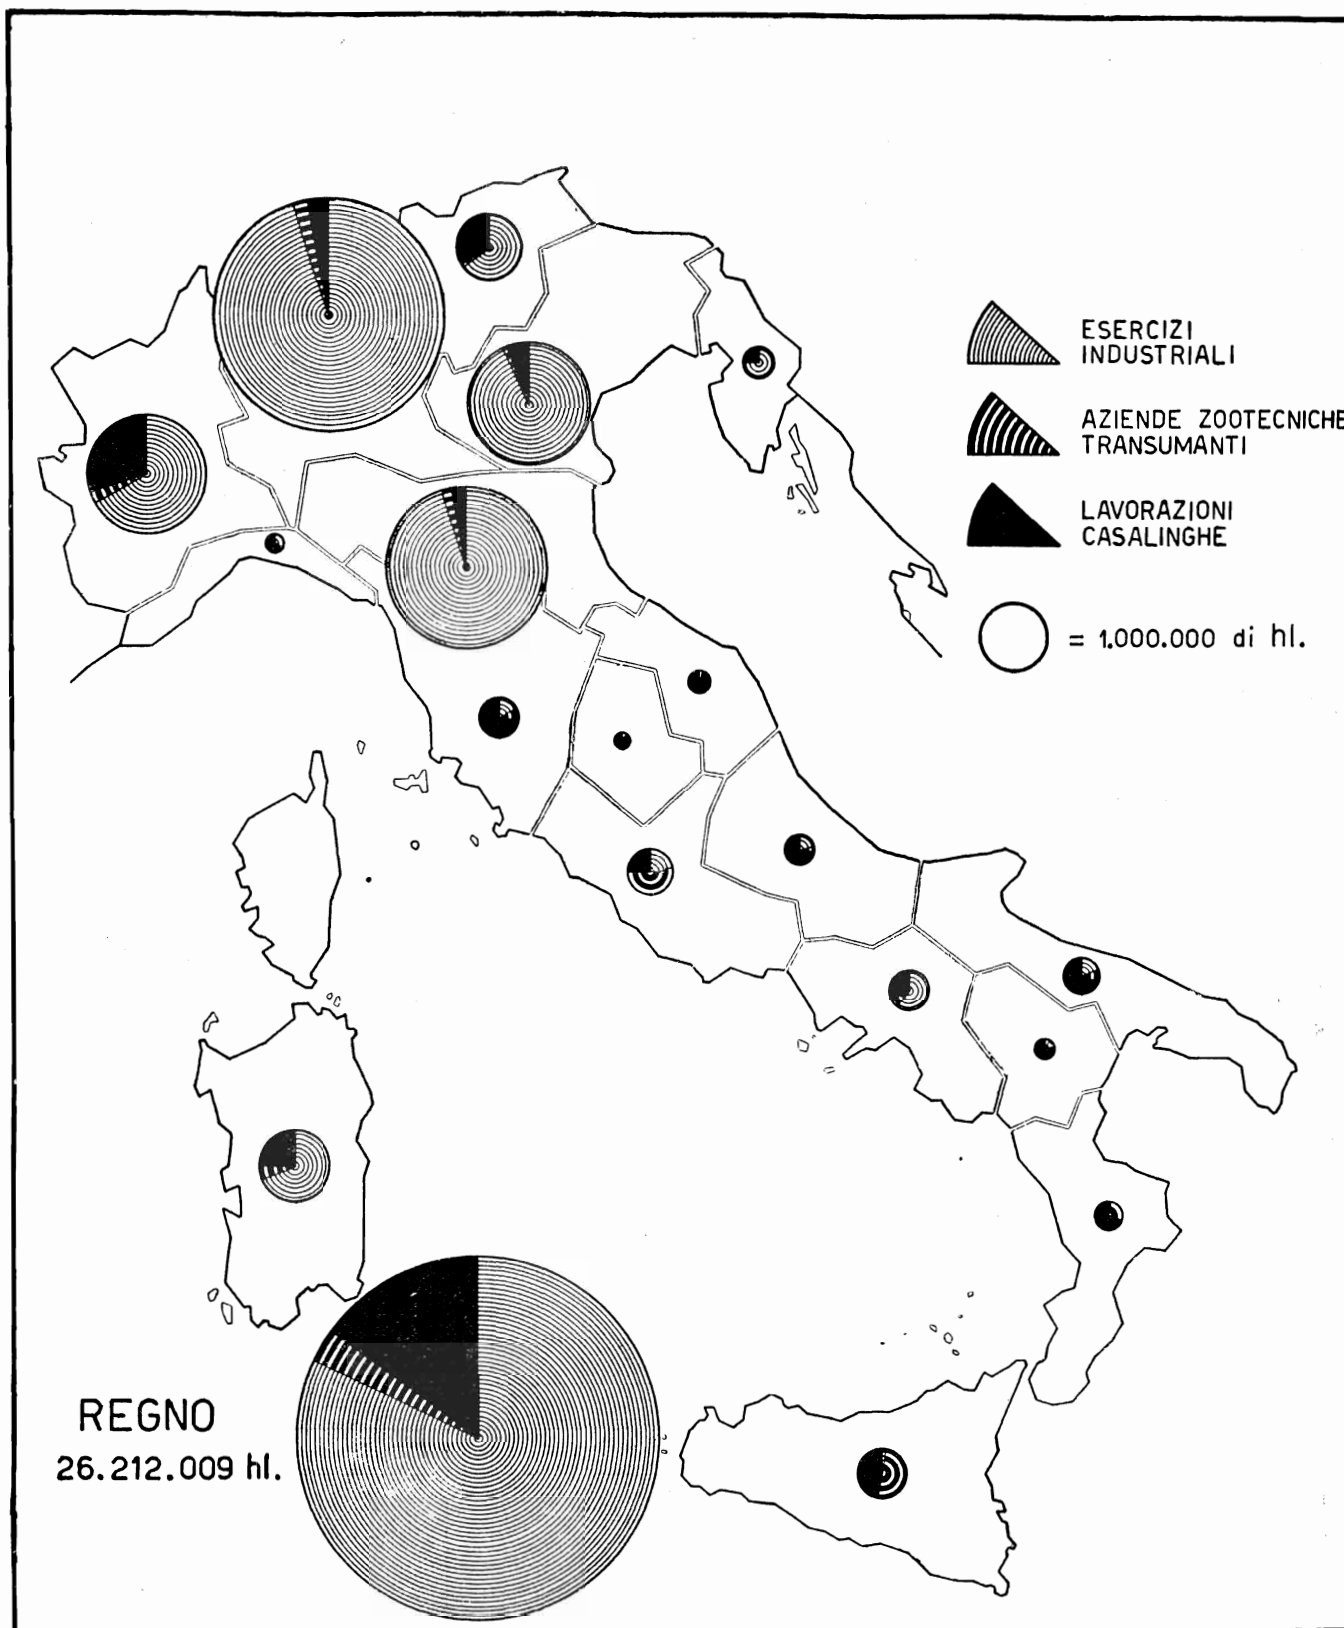 ESERCIZI
INDUSTRIALI
AZIENDE ZOOTECNICHE
TRANSUMANTI
LAVORAZIONI
CASALINGHE
= 1.000.000 di hl.
REGNO
26.212.009 hl.